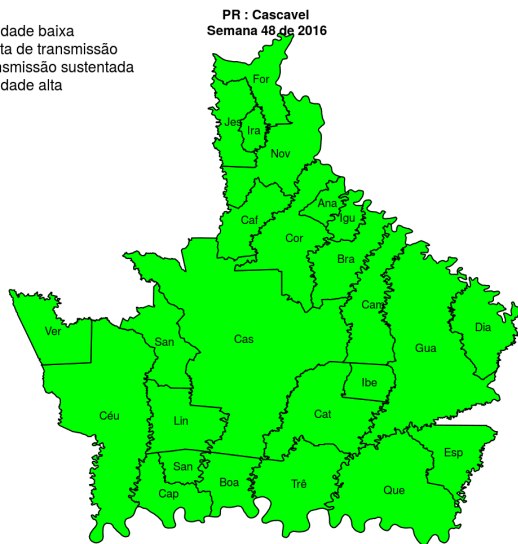 PR : Cascavel
Semana 48 de 2016
dade baixa
ta de transmissão
nsmissão sustentada
dade alta
For
Jes
Ira
Nov
Ana
Igu
Caf
Cor
Bra
Cam
Ver
San
Cas
Dia
Gua
Ibe
Céu
Lin
Cat
Esp
San
Cap
Boa
Trê
Que